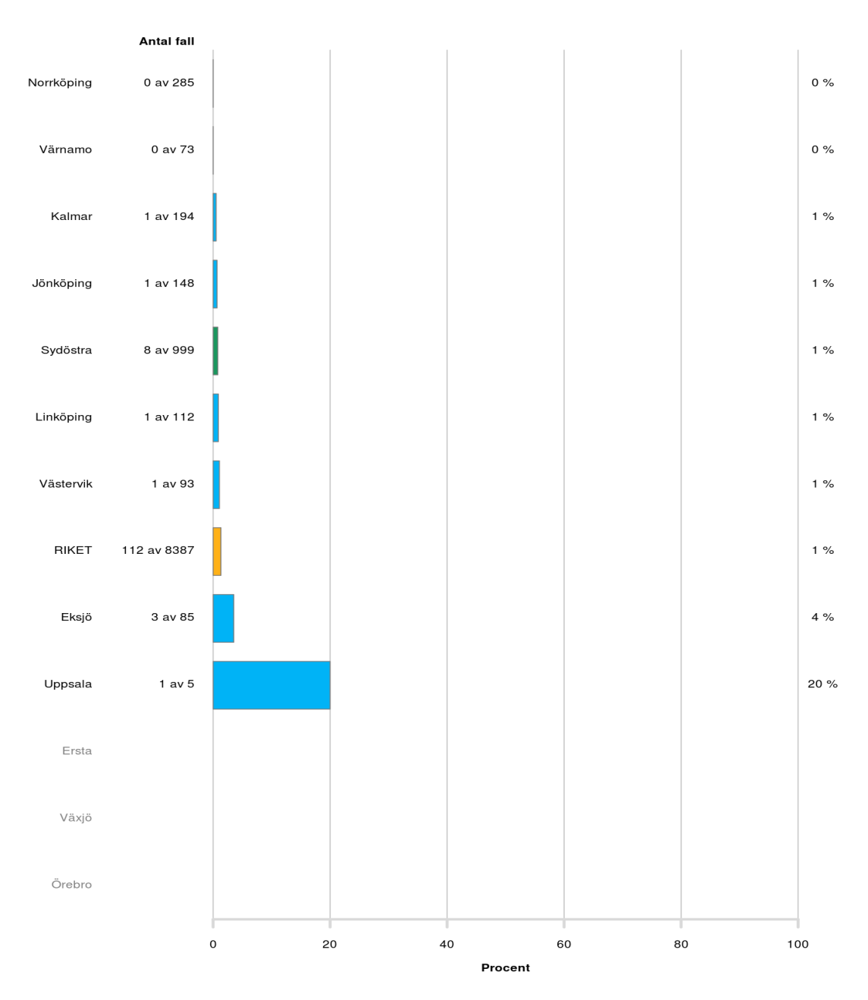 Antal fall
Norrköping 0 av 285 0 %
Värnamo 0 av 73 0 %
Kalmar 1 av 194 1 %
Jönköping 1 av 148 1 %
Sydöstra 8 av 999 1 %
Linköping 1 av 112 1 %
Västervik 1 av 93 1 %
RIKET 112 av 8387 1 %
Eksjö 3 av 85 4 %
Uppsala 1 av 5 20 %
Ersta
Växjö
Örebro
0 20 40 60 80 100
Procent